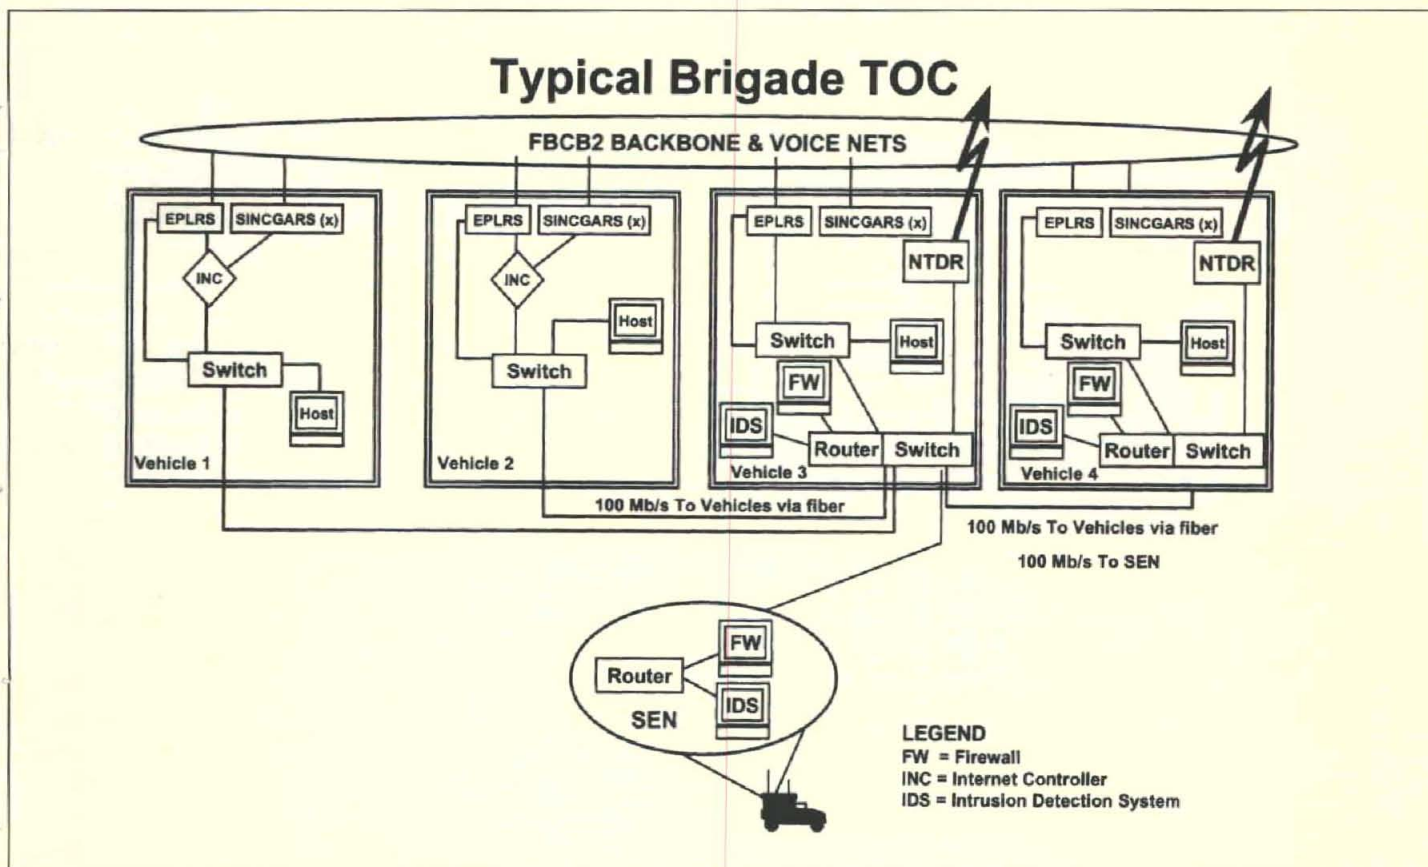 Typical Brigade TOC
FBCB2 BACKBONE & VOICE NETS
EPLRS
SINCGARS (x)
INC
Switch
Host
Vehicle 1
EPLRS
SINCGARS (x)
INC
Host
Switch
Vehicle 2
EPLRS
SINCGARS (x)
NTDR
Switch
Host
FW
IDS
Router
Switch
Vehicle 3
EPLRS
SINCGARS (x)
NTDR
Switch
Host
FW
IDS
Router
Switch
Vehicle 4
100 Mb/s To Vehicles via fiber
100 Mb/s To Vehicles via fiber
100 Mb/s To SEN
FW
Router
IDS
SEN
LEGEND
FW = Firewall
INC = Internet Controller
IDS = Intrusion Detection System